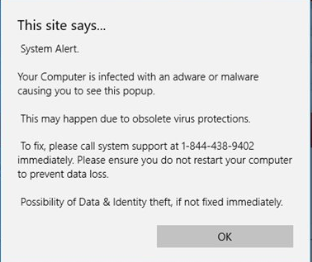 This site says...
System Alert.
Your Computer is infected with an adware or malware
causing you to see this popup.
This may happen due to obsolete virus protections.
To fix, please call system support at 1-844-438-9402
immediately. Please ensure you do not restart your computer
to prevent data loss.
Possibility of Data & Identity theft, if not fixed immediately.
OK